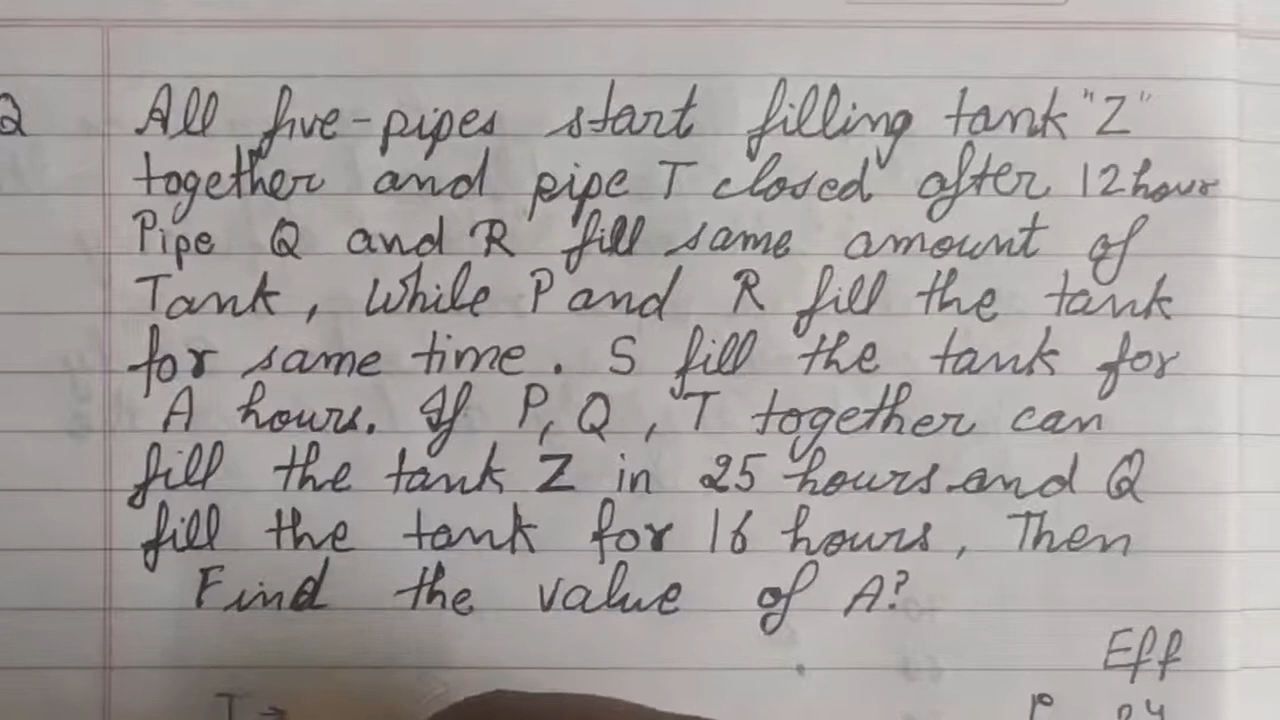 Q All five-pipes start filling tank "Z"
together and pipe T closed after 12 hour
Pipe Q and R fill same amount of
Tank, While P and R fill the tank
for same time. S fill the tank for
A hours. If P, Q, T together can
fill the tank Z in 25 hours and Q
fill the tank for 16 hours, Then
Find the value of A?
Eff